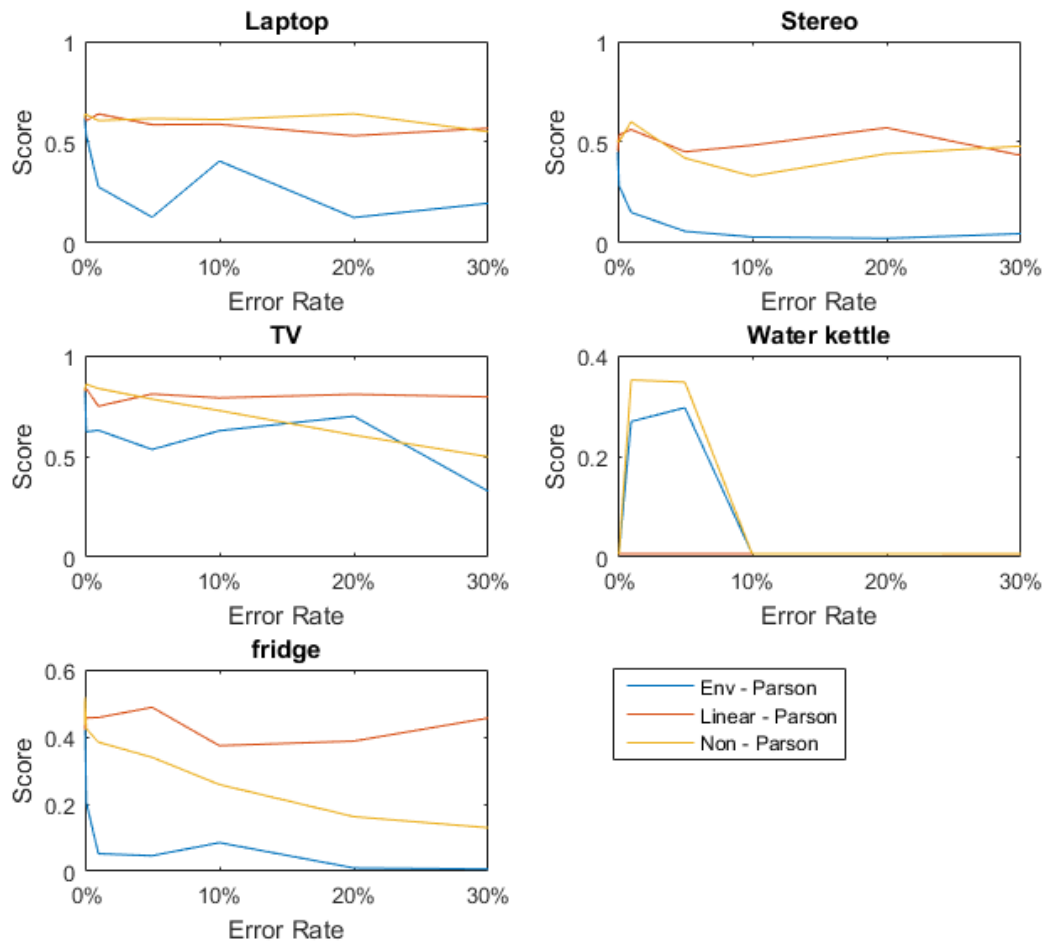 Laptop
1
0.5
0
Score
0%
10%
20%
30%
Error Rate
Stereo
1
0.5
0
Score
0%
10%
20%
30%
Error Rate
TV
1
0.5
0
Score
0%
10%
20%
30%
Error Rate
Water kettle
0.4
0.2
0
Score
0%
10%
20%
30%
Error Rate
fridge
0.6
0.4
0.2
0
Score
0%
10%
20%
30%
Error Rate
Env - Parson
Linear - Parson
Non - Parson